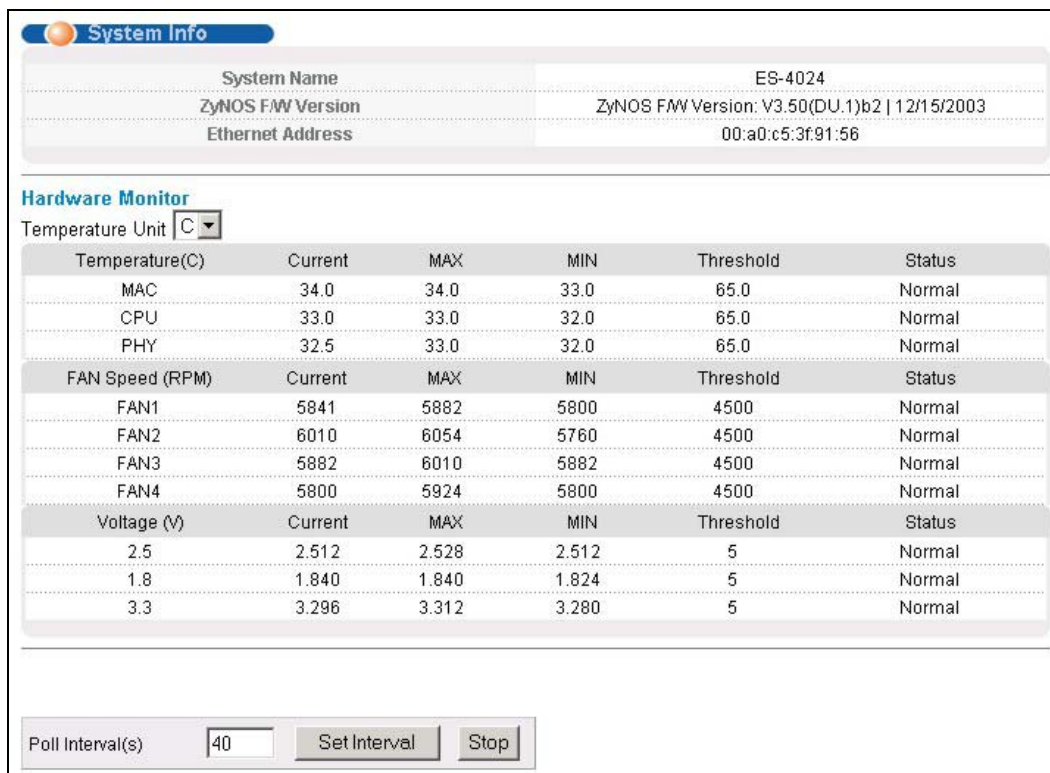 System Info
System Name ES-4024
ZyNOS F/W Version ZyNOS F/W Version: V3.50(DU.1)b2 | 12/15/2003
Ethernet Address 00:a0:c5:3f:91:56
Hardware Monitor
Temperature Unit C
Temperature(C) Current MAX MIN Threshold Status
MAC 34.0 34.0 33.0 65.0 Normal
CPU 33.0 33.0 32.0 65.0 Normal
PHY 32.5 33.0 32.0 65.0 Normal
FAN Speed (RPM) Current MAX MIN Threshold Status
FAN1 5841 5882 5800 4500 Normal
FAN2 6010 6054 5760 4500 Normal
FAN3 5882 6010 5882 4500 Normal
FAN4 5800 5924 5800 4500 Normal
Voltage (V) Current MAX MIN Threshold Status
2.5 2.512 2.528 2.512 5 Normal
1.8 1.840 1.840 1.824 5 Normal
3.3 3.296 3.312 3.280 5 Normal
Poll Interval(s) 40 Set Interval Stop